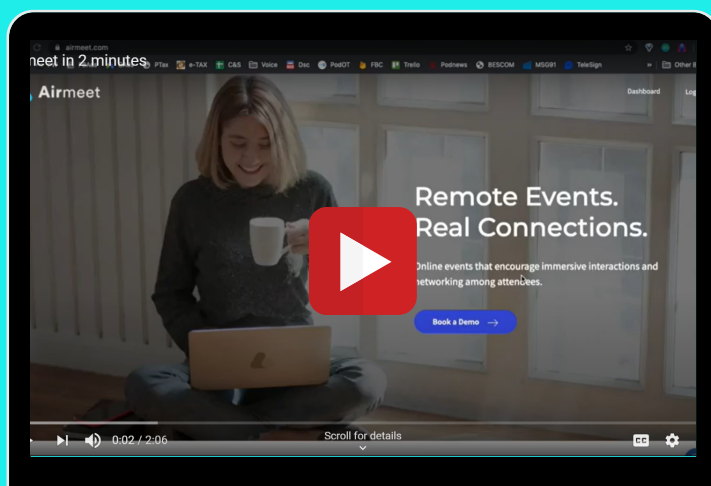 airmeet.com
meet in 2 minutes
PTax e-TAX C&S Voice Dsc PodOT FBC Trello Podnews BESCOM MSG91 TeleSign » Other B
Airmeet
Dashboard Log
Remote Events.
Real Connections.
Online events that encourage immersive interactions and
networking among attendees.
Book a Demo →
0:02 / 2:06
Scroll for details
CC